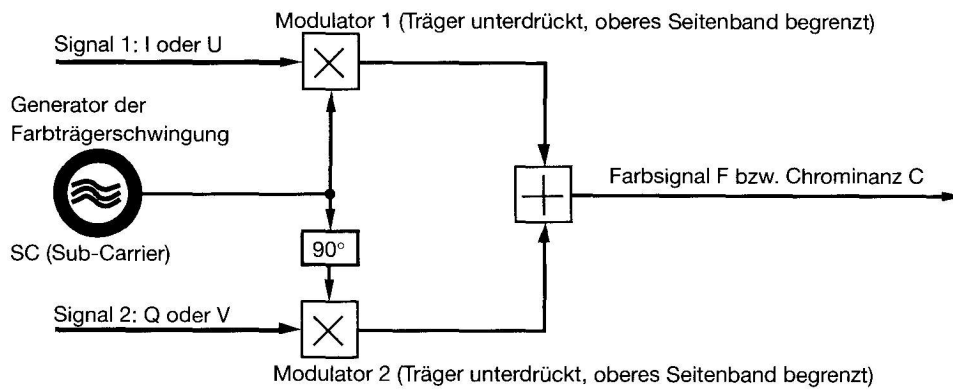 Modulator 1 (Träger unterdrückt, oberes Seitenband begrenzt)
Signal 1: I oder U
Generator der
Farbträgerschwingung
Farbsignal F bzw. Chrominanz C
SC (Sub-Carrier)
90°
Signal 2: Q oder V
Modulator 2 (Träger unterdrückt, oberes Seitenband begrenzt)